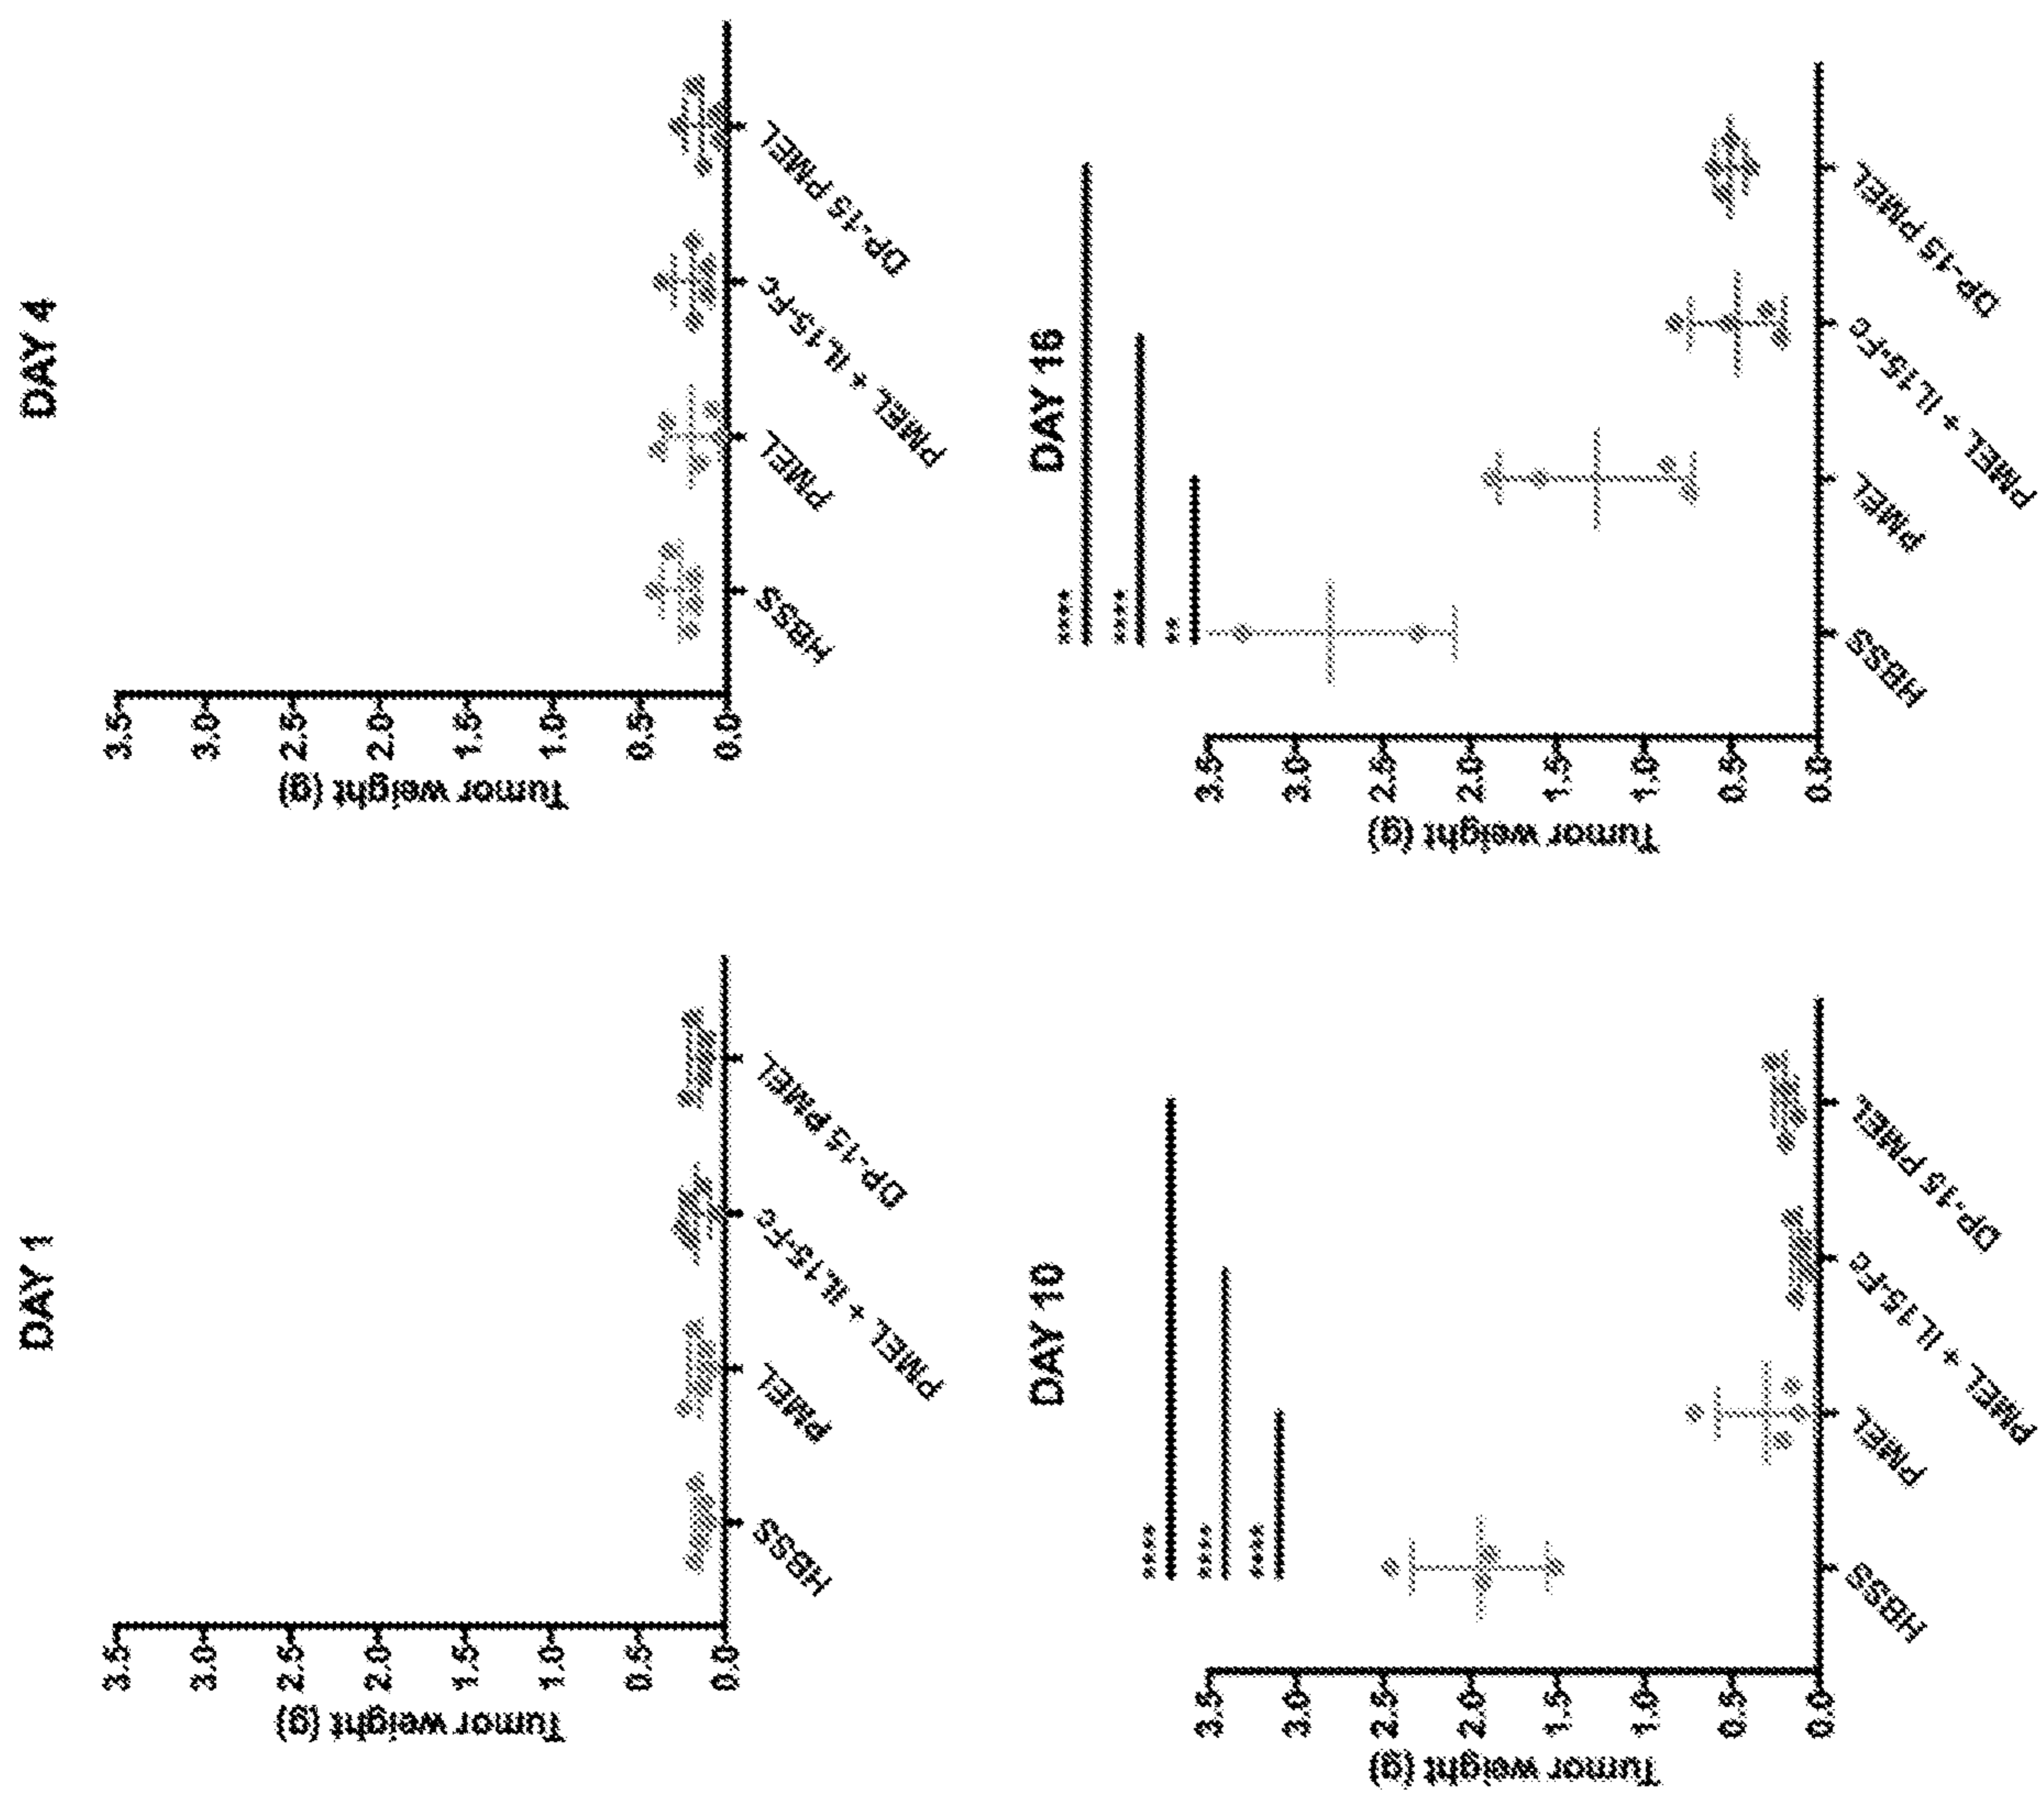 DAY 1
Tumor weight (g)
3.5
3.0
2.5
2.0
1.5
1.0
0.5
0.0
HBSS
PMEL
PMEL + IL15-Fc
DP-15 PMEL
DAY 4
Tumor weight (g)
3.5
3.0
2.5
2.0
1.5
1.0
0.5
0.0
HBSS
PMEL
PMEL + IL15-Fc
DP-15 PMEL
DAY 10
****
****
****
Tumor weight (g)
3.5
3.0
2.5
2.0
1.5
1.0
0.5
0.0
HBSS
PMEL
PMEL + IL15-Fc
DP-15 PMEL
DAY 16
****
****
**
Tumor weight (g)
3.5
3.0
2.5
2.0
1.5
1.0
0.5
0.0
HBSS
PMEL
PMEL + IL15-Fc
DP-15 PMEL